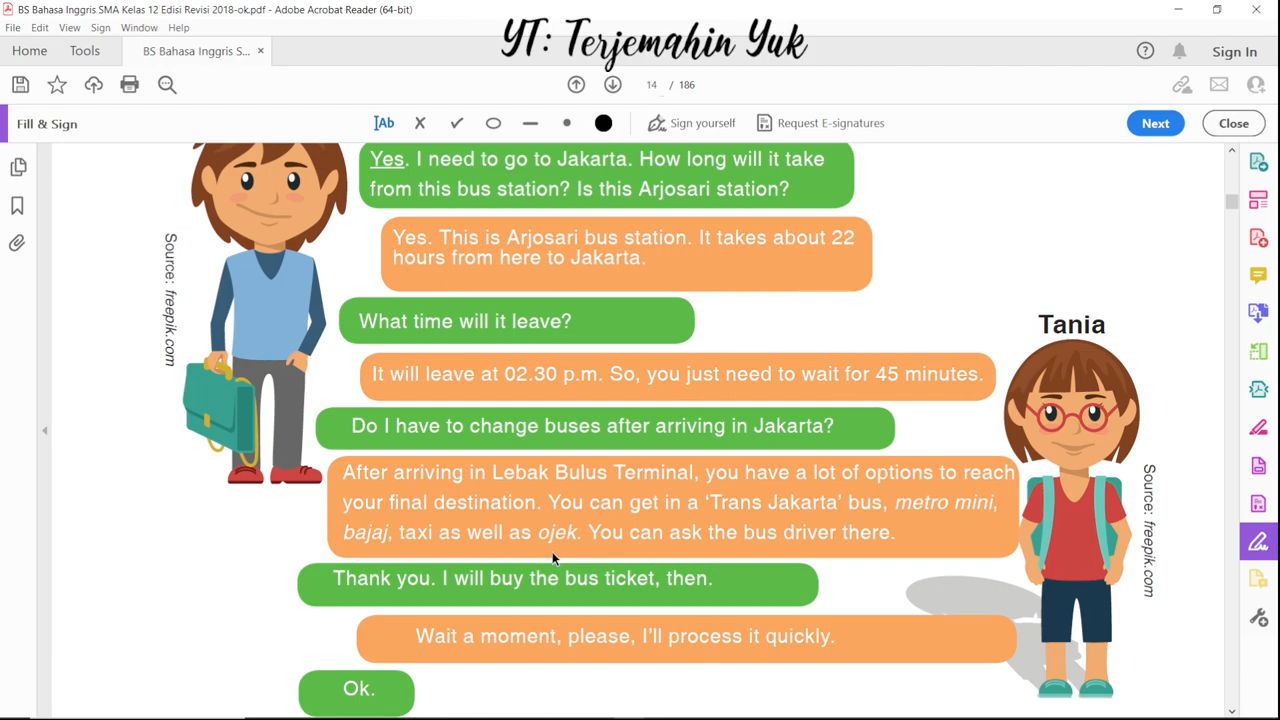 BS Bahasa Inggris SMA Kelas 12 Edisi Revisi 2018-ok.pdf - Adobe Acrobat Reader (64-bit)
File Edit View Sign Window Help
YT: Terjemahin Yuk
Home Tools BS Bahasa Inggris S... × Sign In
14 / 186
Fill & Sign
Ab Sign yourself Request E-signatures Next Close
Yes. I need to go to Jakarta. How long will it take
from this bus station? Is this Arjosari station?
Yes. This is Arjosari bus station. It takes about 22
hours from here to Jakarta.
Source: freepik.com
What time will it leave?
Tania
It will leave at 02.30 p.m. So, you just need to wait for 45 minutes.
Do I have to change buses after arriving in Jakarta?
After arriving in Lebak Bulus Terminal, you have a lot of options to reach
your final destination. You can get in a ‘Trans Jakarta’ bus, metro mini,
bajaj, taxi as well as ojek. You can ask the bus driver there.
Source: freepik.com
Thank you. I will buy the bus ticket, then.
Wait a moment, please, I’ll process it quickly.
Ok.